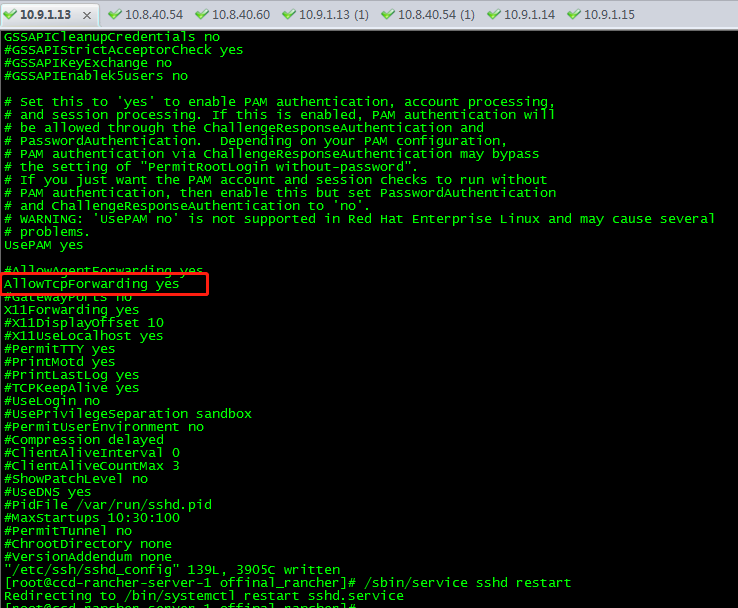 10.9.1.13 × 10.8.40.54 10.8.40.60 10.9.1.13 (1) 10.8.40.54 (1) 10.9.1.14 10.9.1.15
GSSAPICleanupCredentials no
#GSSAPIStrictAcceptorCheck yes
#GSSAPIKeyExchange no
#GSSAPIEnablek5users no
# Set this to 'yes' to enable PAM authentication, account processing,
# and session processing. If this is enabled, PAM authentication will
# be allowed through the ChallengeResponseAuthentication and
# PasswordAuthentication.  Depending on your PAM configuration,
# PAM authentication via ChallengeResponseAuthentication may bypass
# the setting of "PermitRootLogin without-password".
# If you just want the PAM account and session checks to run without
# PAM authentication, then enable this but set PasswordAuthentication
# and ChallengeResponseAuthentication to 'no'.
# WARNING: 'UsePAM no' is not supported in Red Hat Enterprise Linux and may cause several
# problems.
UsePAM yes
#AllowAgentForwarding yes
AllowTcpForwarding yes
#GatewayPorts no
X11Forwarding yes
#X11DisplayOffset 10
#X11UseLocalhost yes
#PermitTTY yes
#PrintMotd yes
#PrintLastLog yes
#TCPKeepAlive yes
#UseLogin no
#UsePrivilegeSeparation sandbox
#PermitUserEnvironment no
#Compression delayed
#ClientAliveInterval 0
#ClientAliveCountMax 3
#ShowPatchLevel no
#UseDNS yes
#PidFile /var/run/sshd.pid
#MaxStartups 10:30:100
#PermitTunnel no
#ChrootDirectory none
#VersionAddendum none
"/etc/ssh/sshd_config" 139L, 3905C written
[root@ccd-rancher-server-1 offinal_rancher]# /sbin/service sshd restart
Redirecting to /bin/systemctl restart sshd.service
[root@ccd-rancher-server-1 offinal_rancher]#